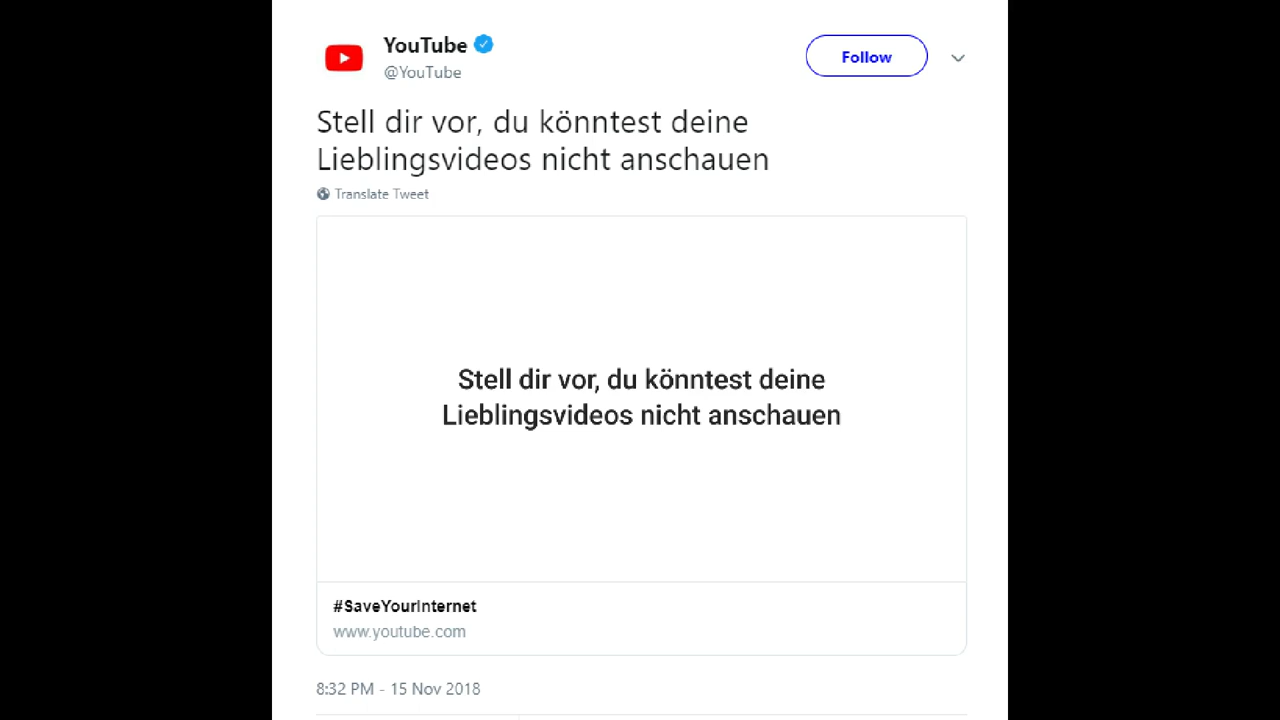 YouTube
@YouTube
Follow
Stell dir vor, du könntest deine
Lieblingsvideos nicht anschauen
Translate Tweet
Stell dir vor, du könntest deine
Lieblingsvideos nicht anschauen
#SaveYourInternet
www.youtube.com
8:32 PM - 15 Nov 2018